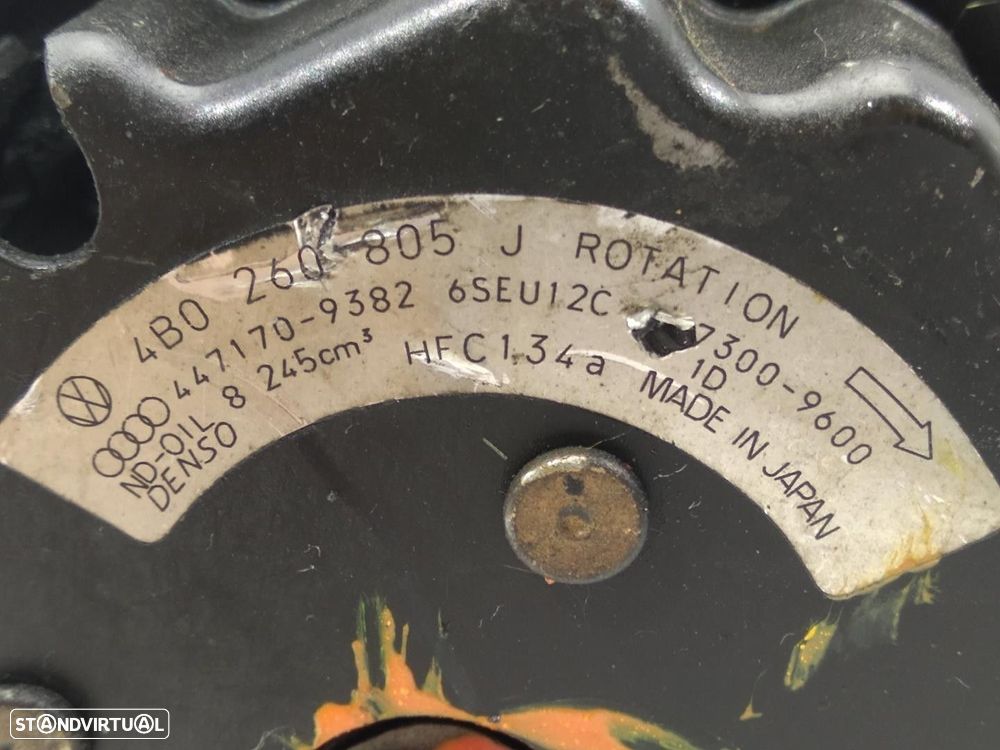 4B0 260 805 J ROTATION
447170-9382 6SEU12C 7300-9600
1D
ND-OIL 8 245cm³ HFC134a MADE IN JAPAN
DENSO
STANDVIRTUAL